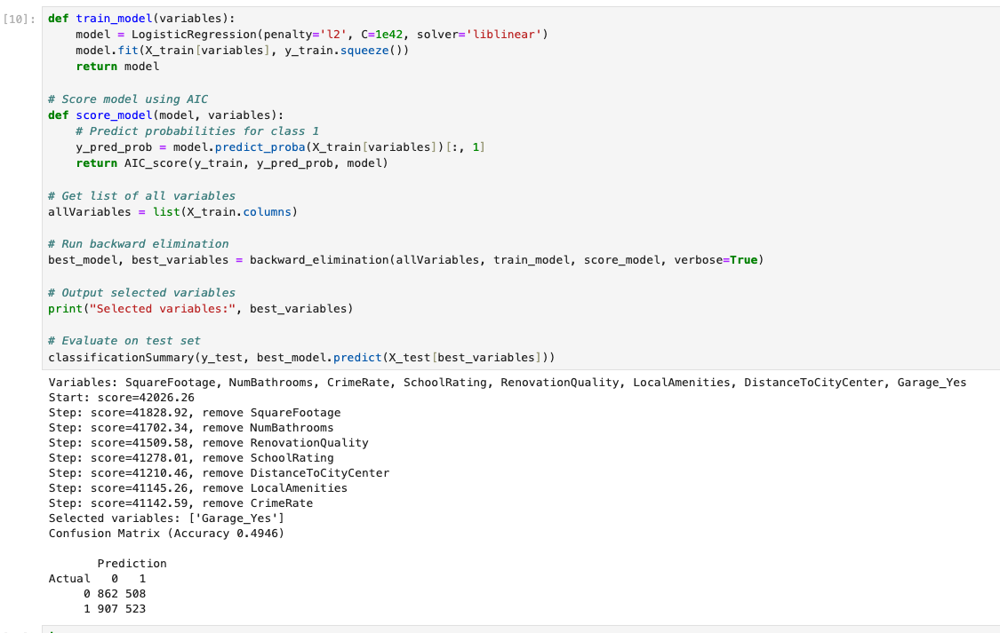 [10]: def train_model(variables):
    model = LogisticRegression(penalty='l2', C=1e42, solver='liblinear')
    model.fit(X_train[variables], y_train.squeeze())
    return model

# Score model using AIC
def score_model(model, variables):
    # Predict probabilities for class 1
    y_pred_prob = model.predict_proba(X_train[variables])[:, 1]
    return AIC_score(y_train, y_pred_prob, model)

# Get list of all variables
allVariables = list(X_train.columns)

# Run backward elimination
best_model, best_variables = backward_elimination(allVariables, train_model, score_model, verbose=True)

# Output selected variables
print("Selected variables:", best_variables)

# Evaluate on test set
classificationSummary(y_test, best_model.predict(X_test[best_variables]))
Variables: SquareFootage, NumBathrooms, CrimeRate, SchoolRating, RenovationQuality, LocalAmenities, DistanceToCityCenter, Garage_Yes
Start: score=42026.26
Step: score=41828.92, remove SquareFootage
Step: score=41702.34, remove NumBathrooms
Step: score=41509.58, remove RenovationQuality
Step: score=41278.01, remove SchoolRating
Step: score=41210.46, remove DistanceToCityCenter
Step: score=41145.26, remove LocalAmenities
Step: score=41142.59, remove CrimeRate
Selected variables: ['Garage_Yes']
Confusion Matrix (Accuracy 0.4946)

       Prediction
Actual   0   1
     0 862 508
     1 907 523